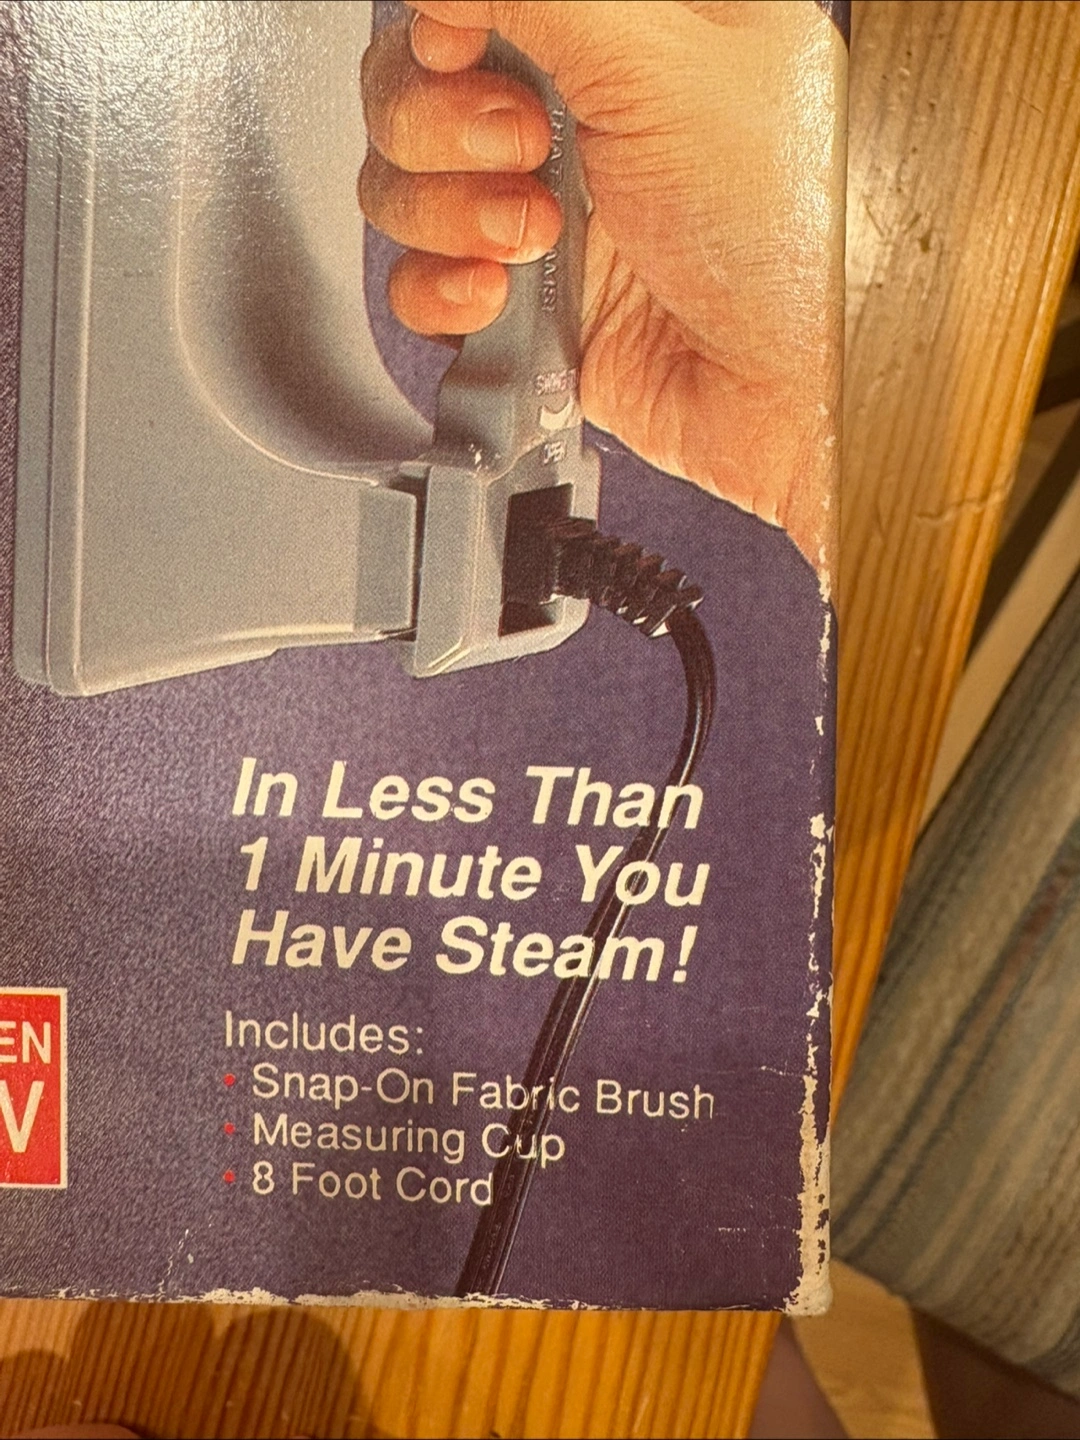 In Less Than
1 Minute You
Have Steam!
Includes:
• Snap-On Fabric Brush
• Measuring Cup
• 8 Foot Cord
EN
V